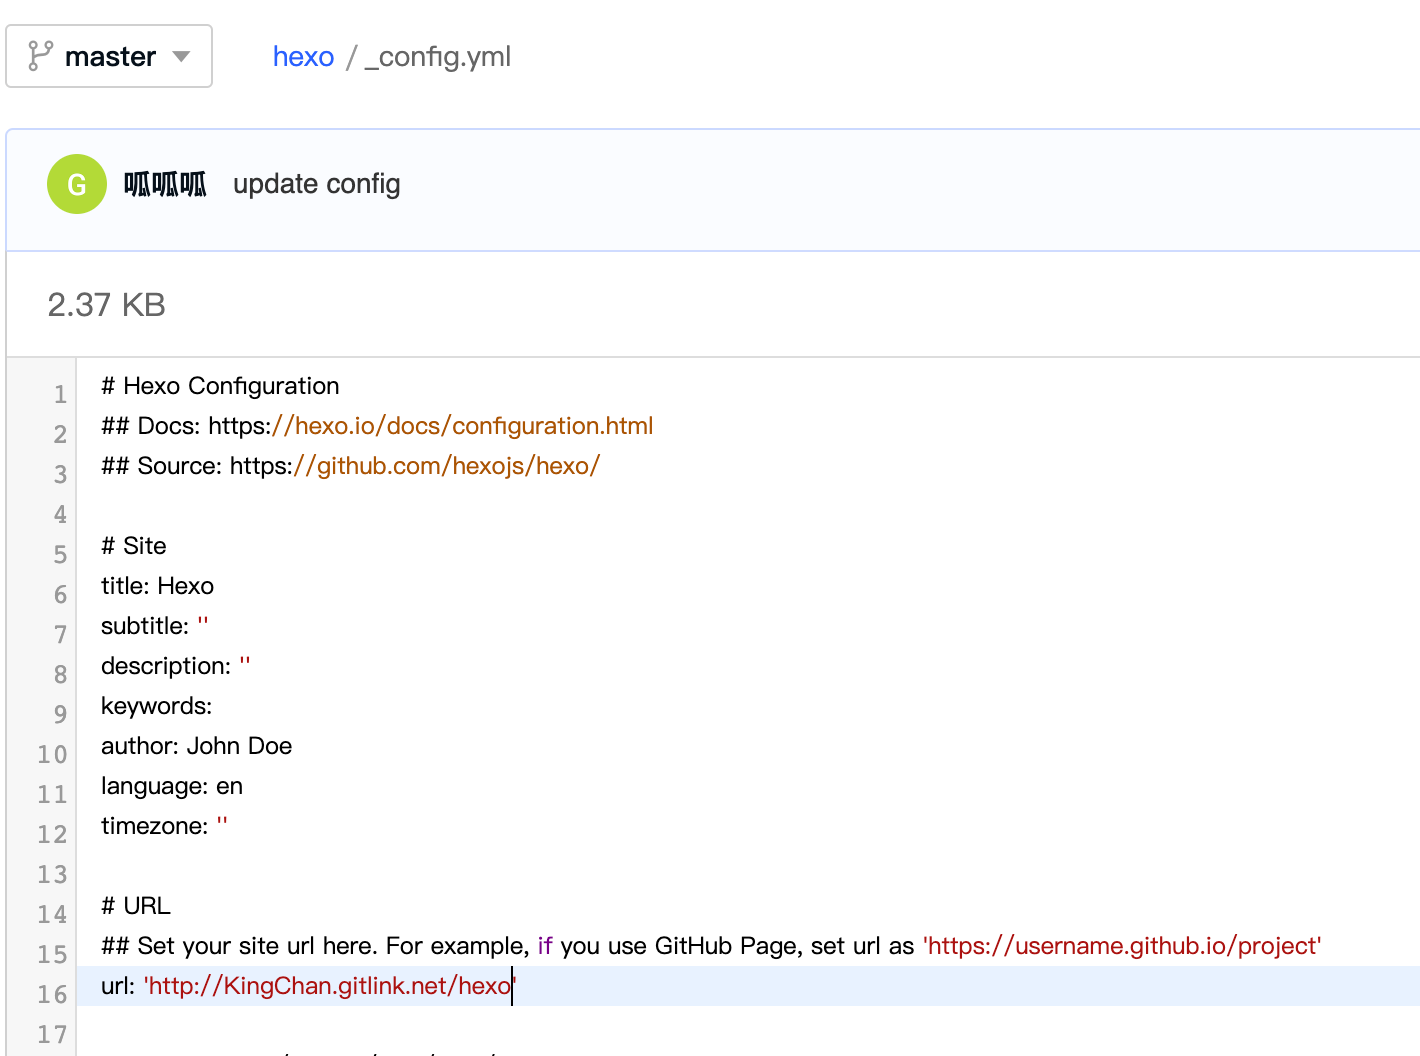 master
hexo / _config.yml
G 呱呱呱 update config
2.37 KB
1 # Hexo Configuration
2 ## Docs: https://hexo.io/docs/configuration.html
3 ## Source: https://github.com/hexojs/hexo/
4
5 # Site
6 title: Hexo
7 subtitle: ''
8 description: ''
9 keywords:
10 author: John Doe
11 language: en
12 timezone: ''
13
14 # URL
15 ## Set your site url here. For example, if you use GitHub Page, set url as 'https://username.github.io/project'
16 url: 'http://KingChan.gitlink.net/hexo'
17